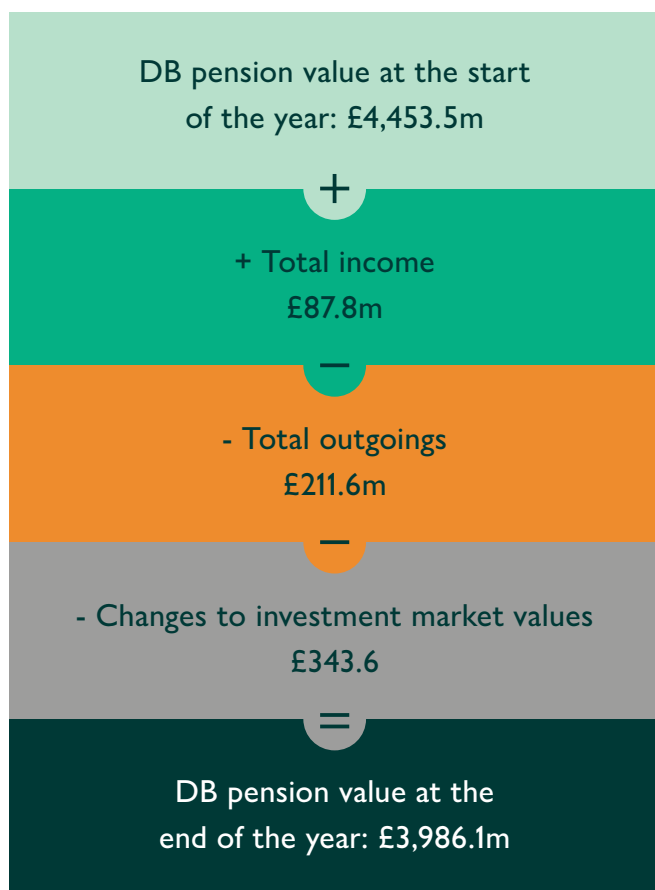 DB pension value at the start
of the year: £4,453.5m
+
+ Total income
£87.8m
–
- Total outgoings
£211.6m
–
- Changes to investment market values
£343.6
=
DB pension value at the
end of the year: £3,986.1m